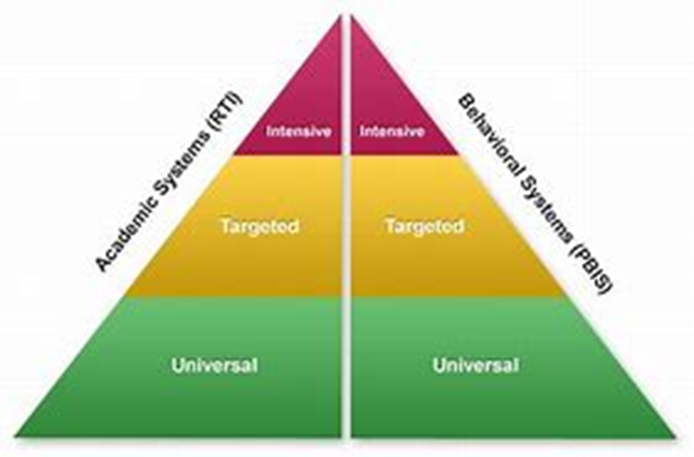 Academic Systems (RTI)
Behavioral Systems (PBIS)
Intensive Intensive
Targeted Targeted
Universal Universal